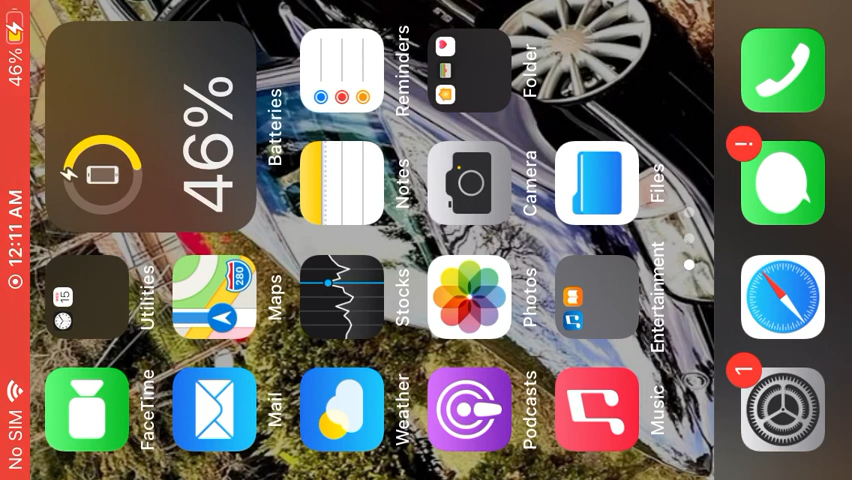 No SIM 12:11 AM 46%
46%
FaceTime Utilities Batteries
Mail Maps
280
15
Weather Stocks Notes Reminders
Podcasts Photos Camera Folder
Music Entertainment Files
1 !